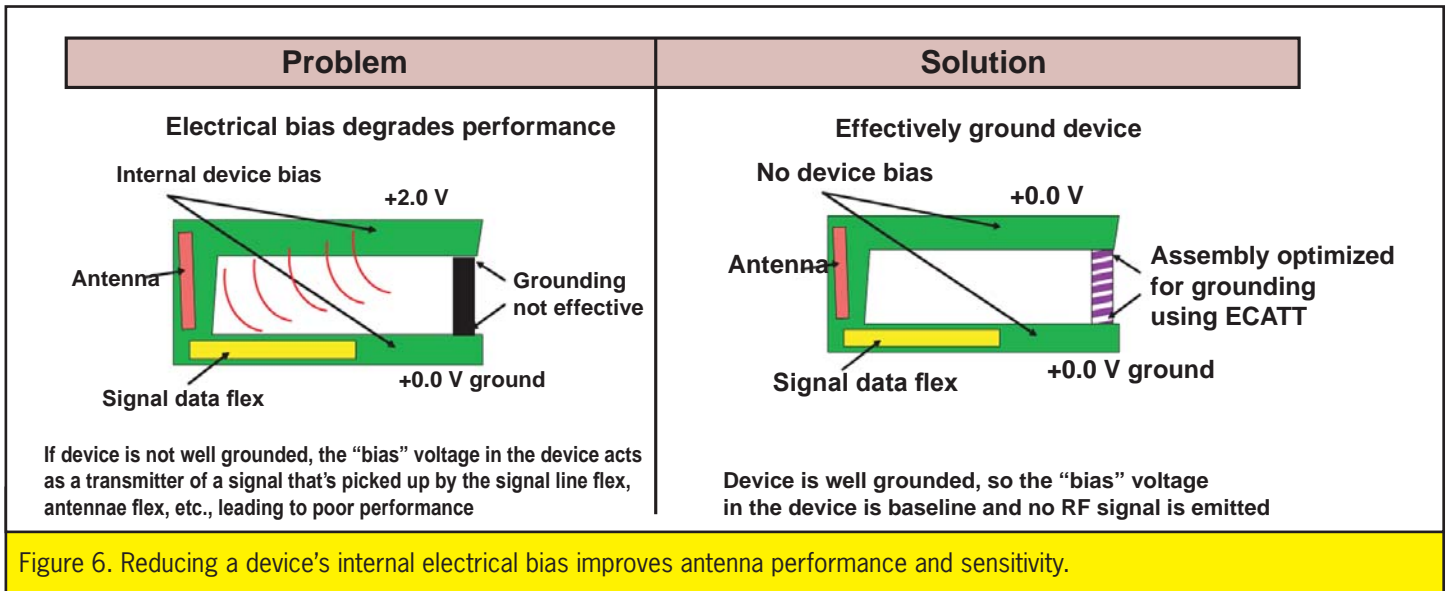 Problem
Electrical bias degrades performance
Internal device bias
+2.0 V
Antenna
Grounding
not effective
+0.0 V ground
Signal data flex
If device is not well grounded, the “bias” voltage in the device acts
as a transmitter of a signal that’s picked up by the signal line flex,
antennae flex, etc., leading to poor performance
Solution
Effectively ground device
No device bias
+0.0 V
Antenna
Assembly optimized
for grounding
using ECATT
+0.0 V ground
Signal data flex
Device is well grounded, so the “bias” voltage
in the device is baseline and no RF signal is emitted
Figure 6. Reducing a device’s internal electrical bias improves antenna performance and sensitivity.